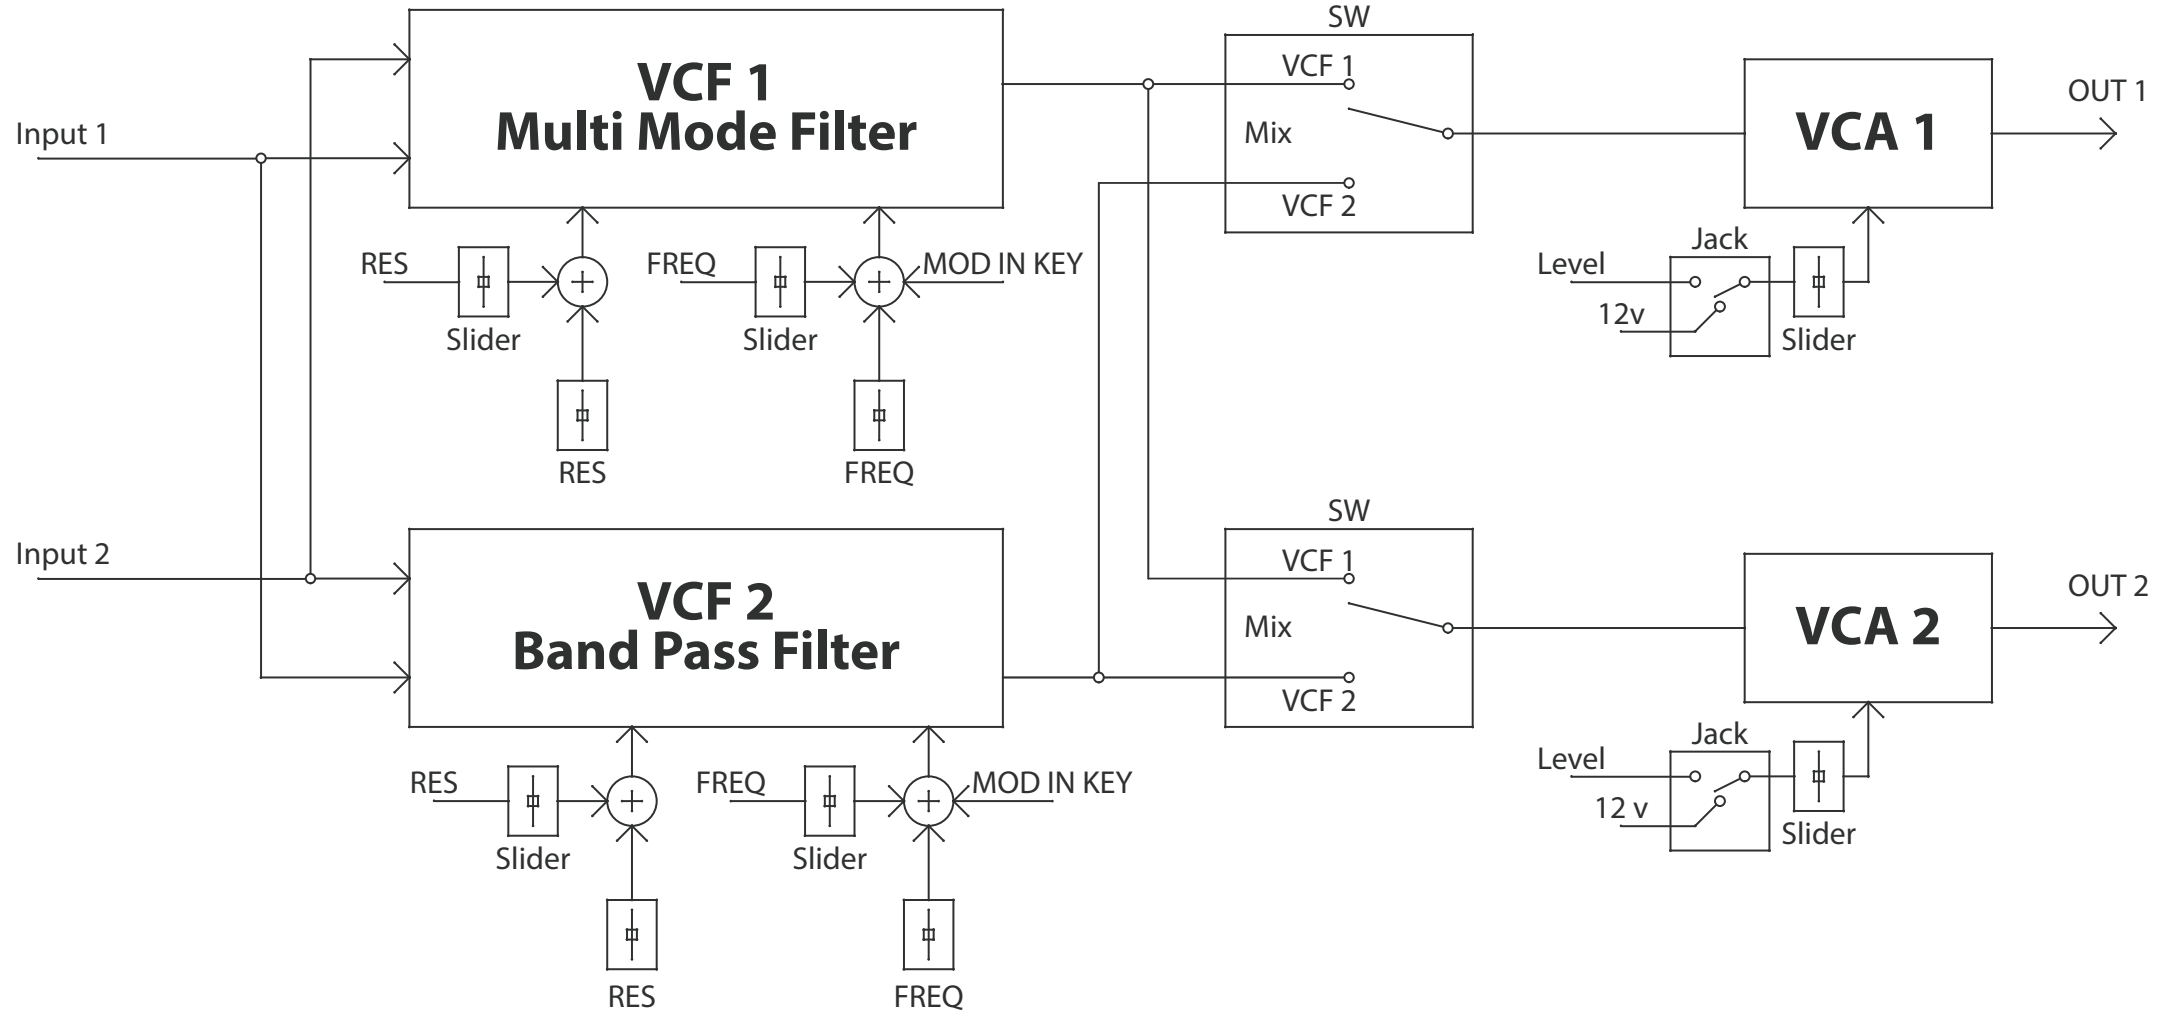 SW
VCF 1
VCF 1
Multi Mode Filter
OUT 1
Input 1
Mix
VCA 1
VCF 2
Jack
RES
FREQ
MOD IN KEY
Level
12v
Slider
Slider
Slider
RES
FREQ
SW
Input 2
VCF 1
VCF 2
Band Pass Filter
OUT 2
Mix
VCA 2
VCF 2
Jack
RES
FREQ
MOD IN KEY
Level
12 v
Slider
Slider
Slider
RES
FREQ